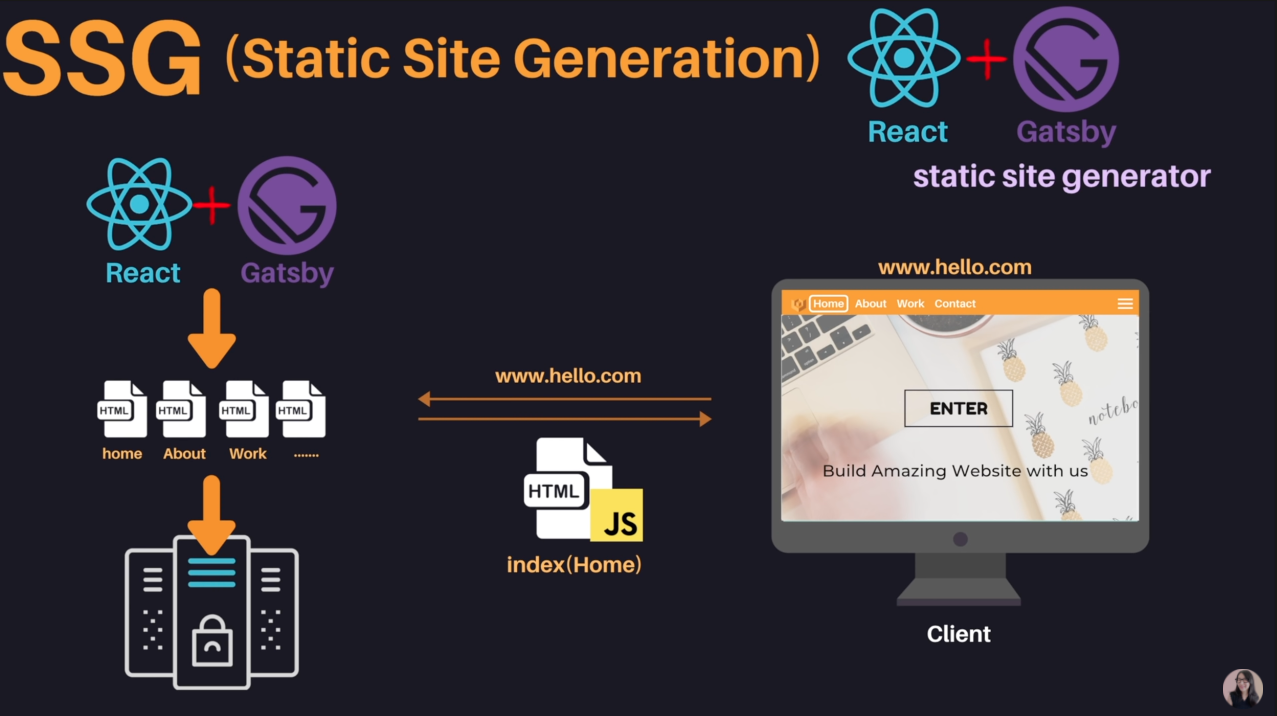 SSG (Static Site Generation)
React
Gatsby
static site generator
React
Gatsby
HTML
HTML
HTML
HTML
home
About
Work
.......
www.hello.com
HTML
JS
index(Home)
www.hello.com
Home About Work Contact
notebo
ENTER
Build Amazing Website with us
Client